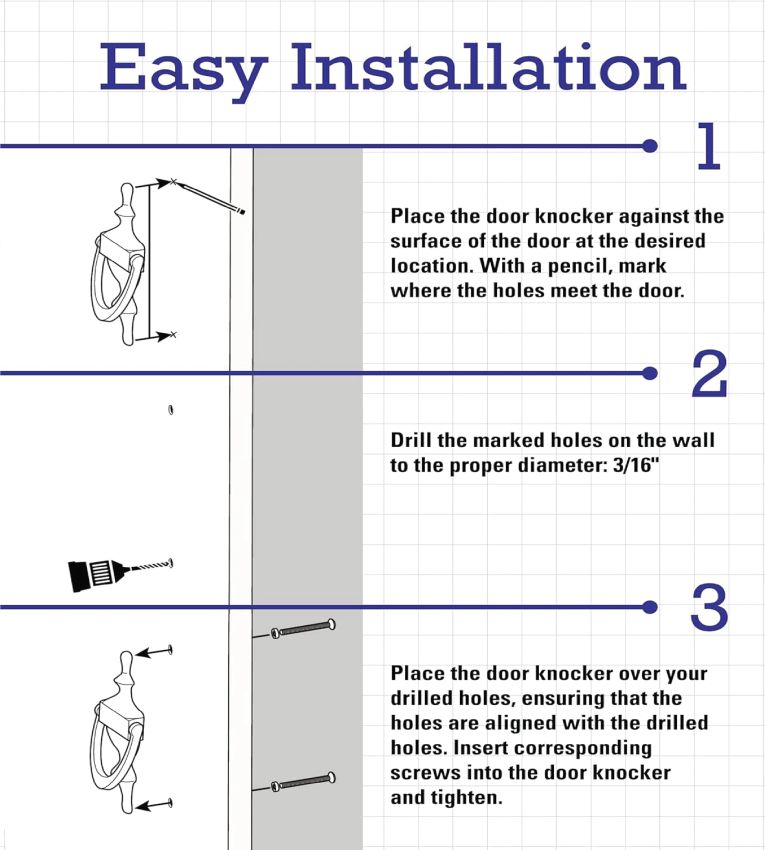 Easy Installation
1
Place the door knocker against the
surface of the door at the desired
location. With a pencil, mark
where the holes meet the door.
2
Drill the marked holes on the wall
to the proper diameter: 3/16"
3
Place the door knocker over your
drilled holes, ensuring that the
holes are aligned with the drilled
holes. Insert corresponding
screws into the door knocker
and tighten.